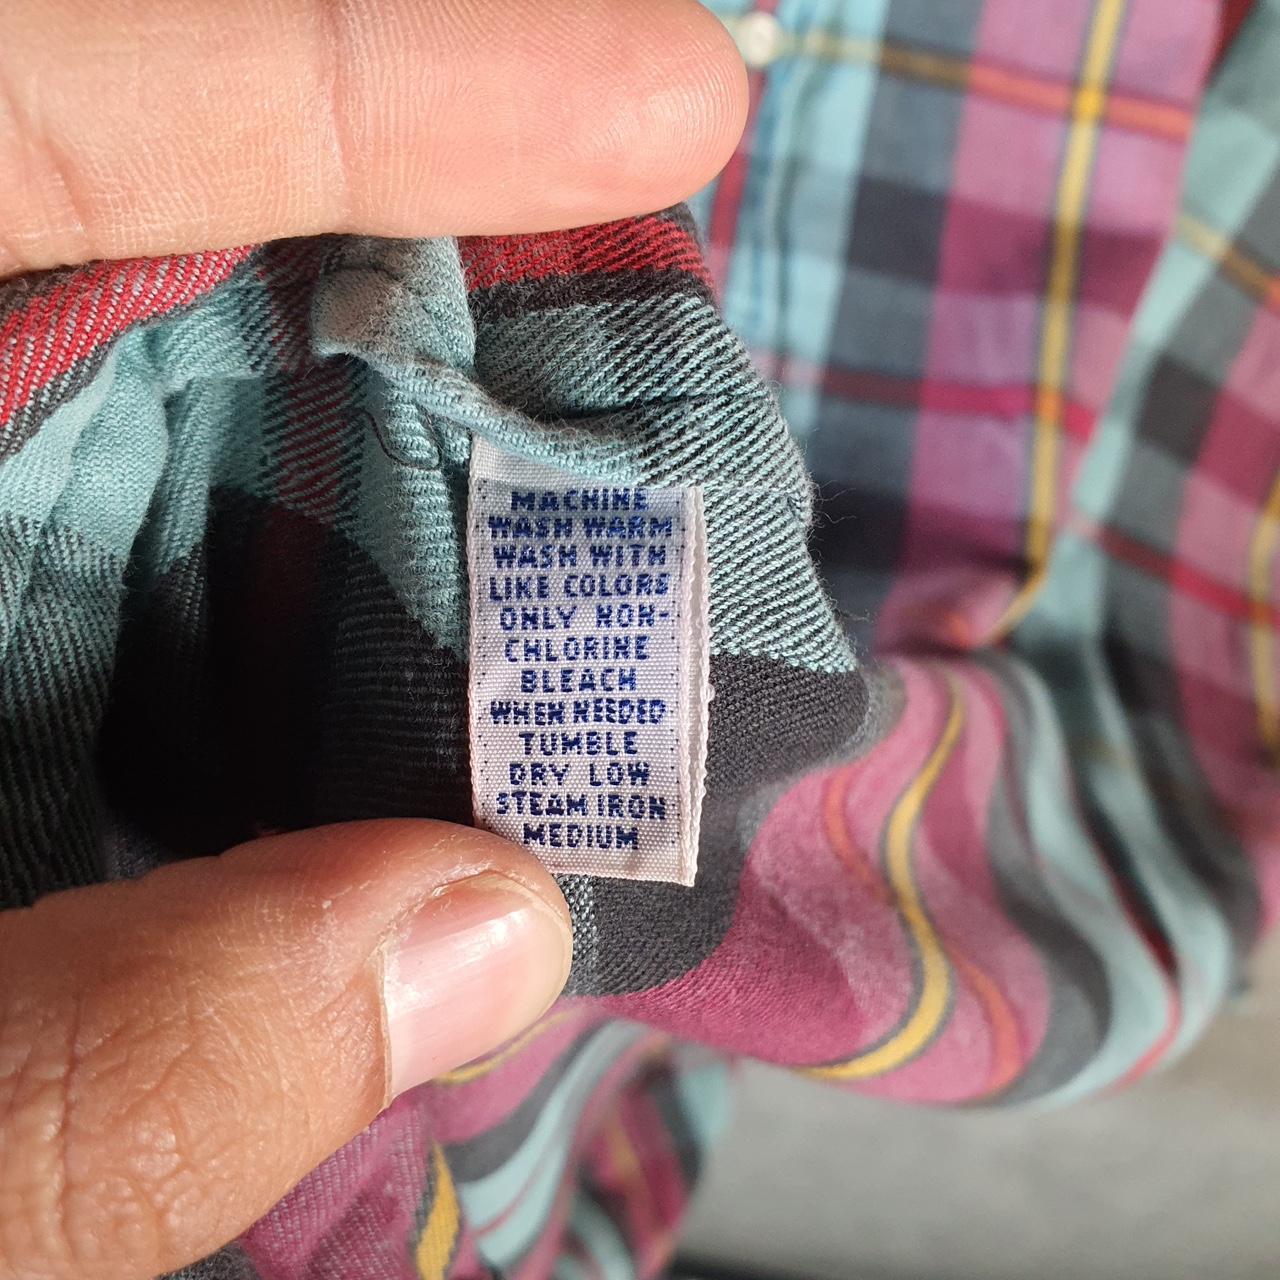 MACHINE
WASH WARM
WASH WITH
LIKE COLORS
ONLY NON-
CHLORINE
BLEACH
WHEN NEEDED
TUMBLE
DRY LOW
STEAM IRON
MEDIUM